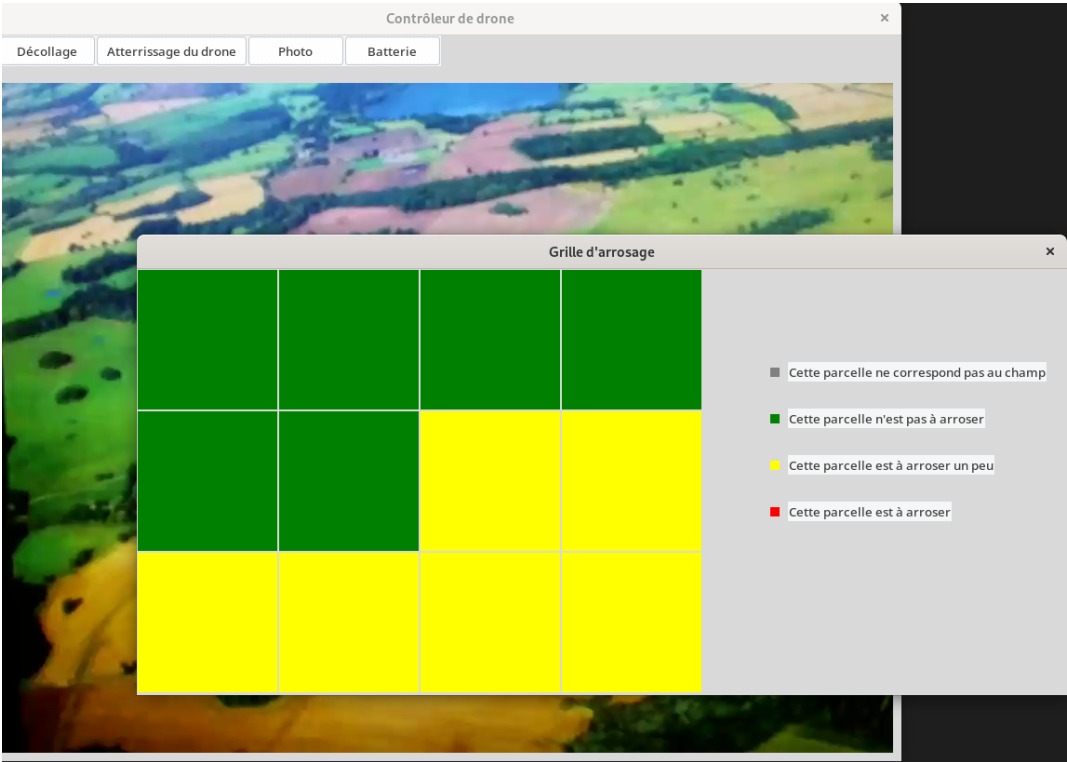 Contrôleur de drone
Décollage Atterrissage du drone Photo Batterie
Grille d'arrosage
Cette parcelle ne correspond pas au champ
Cette parcelle n'est pas à arroser
Cette parcelle est à arroser un peu
Cette parcelle est à arroser